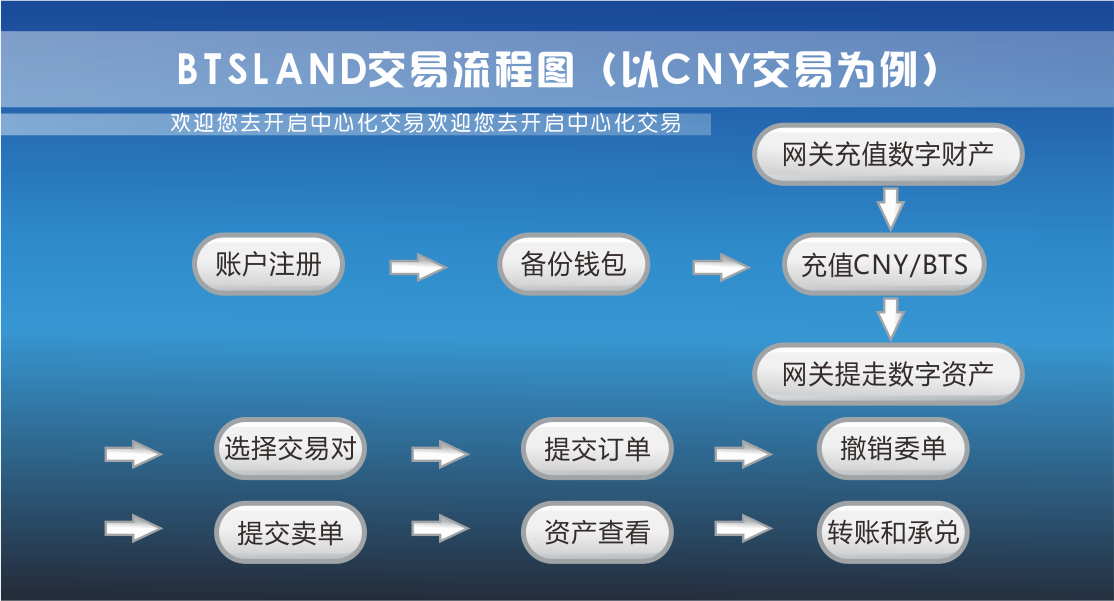 BTSLAND交易流程图（以CNY交易为例）
欢迎您去开启中心化交易欢迎您去开启中心化交易
网关充值数字财产
账户注册
备份钱包
充值CNY/BTS
网关提走数字资产
选择交易对
提交订单
撤销委单
提交卖单
资产查看
转账和承兑